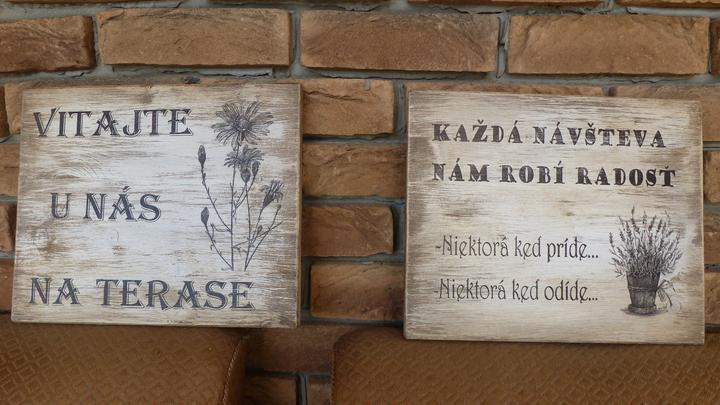 VITAJTE
U NÁS
NA TERASE
KAŽDÁ NÁVŠTEVA
NÁM ROBÍ RADOSŤ
-Niektorá keď príde...
-Niektorá keď odíde...